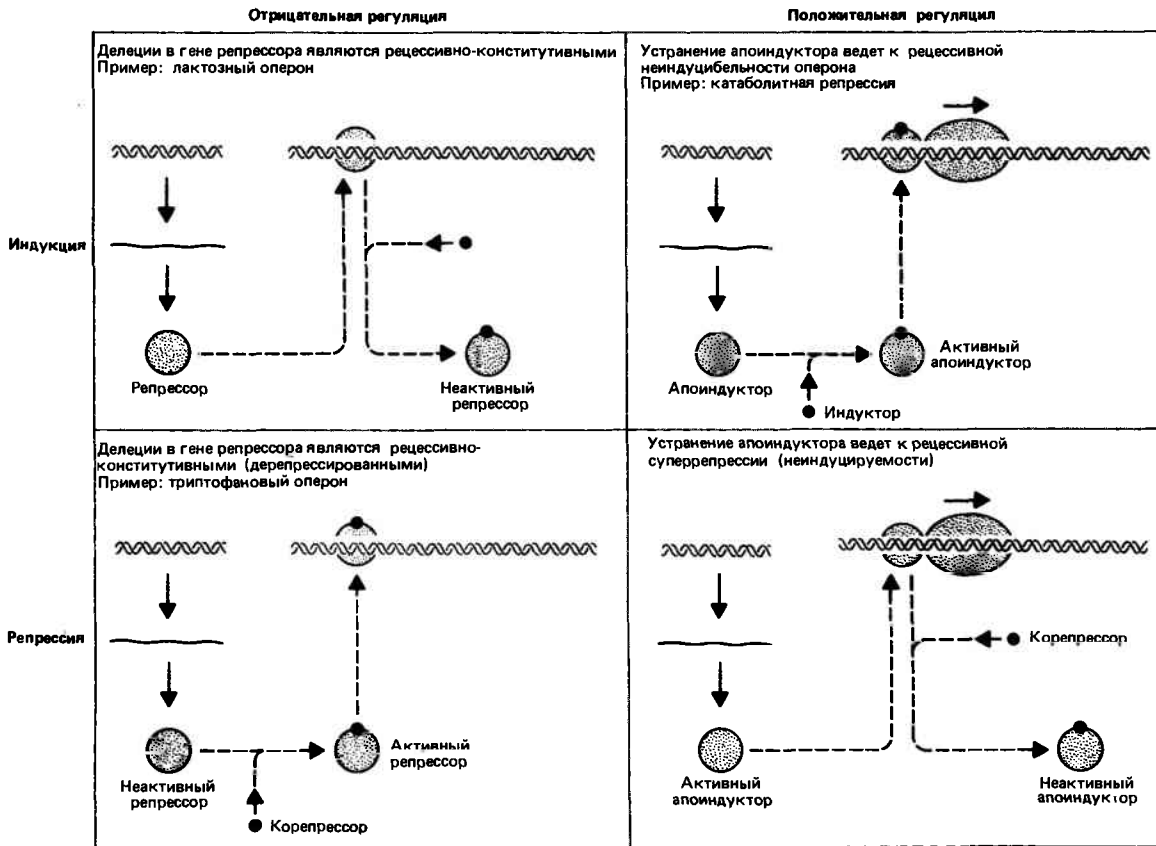 Отрицательная регуляция
Положительная регуляция
Делеции в гене репрессора являются рецессивно-конститутивными
Пример: лактозный оперон
Устранение апоиндуктора ведет к рецессивной
неиндуцибельности оперона
Пример: катаболитная репрессия
Индукция
Репрессор
Неактивный
репрессор
Апоиндуктор
Активный
апоиндуктор
Индуктор
Делеции в гене репрессора являются рецессивно-
конститутивными (дерепрессированными)
Пример: триптофановый оперон
Устранение апоиндуктора ведет к рецессивной
суперрепрессии (неиндуцируемости)
Репрессия
Неактивный
репрессор
Активный
репрессор
Корепрессор
Корепрессор
Активный
апоиндуктор
Неактивный
апоиндуктор